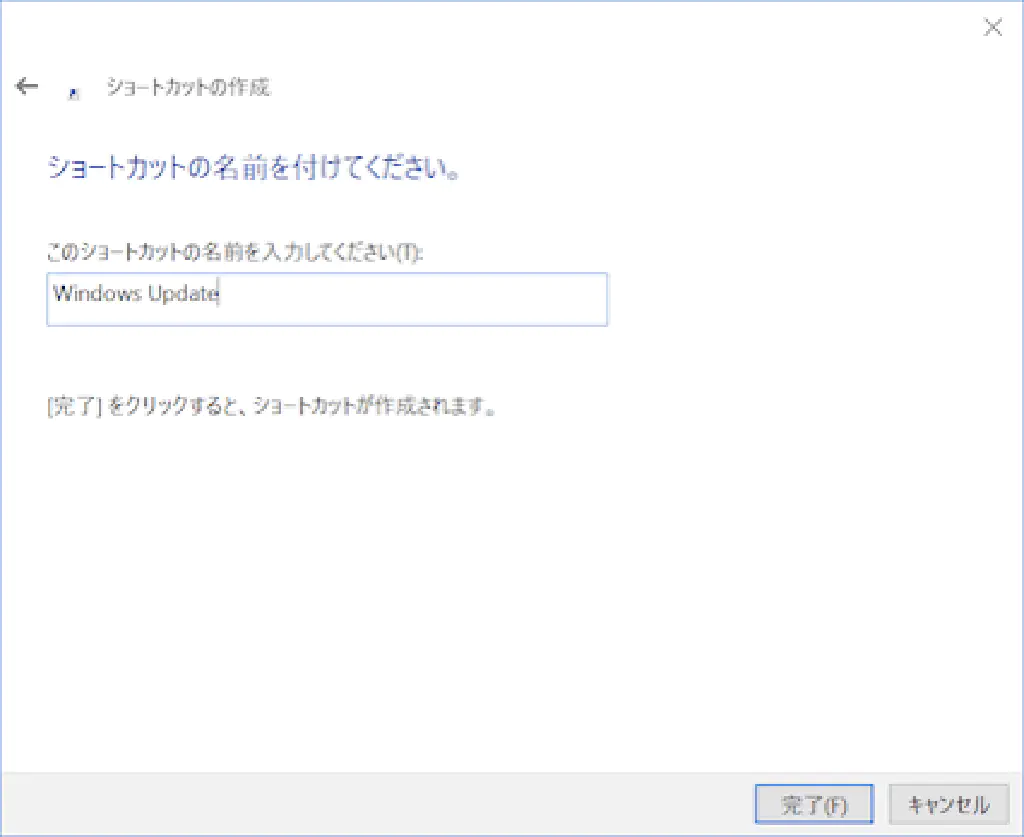 ショートカットの作成
ショートカットの名前を付けてください。
このショートカットの名前を入力してください(T):
Windows Update
[完了] をクリックすると、ショートカットが作成されます。
完了(F)
キャンセル